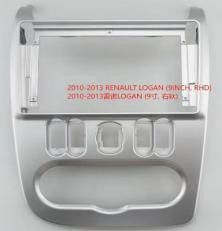 2010-2013 RENAULT LOGAN (9INCH, RHD)
2010-2013雷诺LOGAN (9寸, 右软)